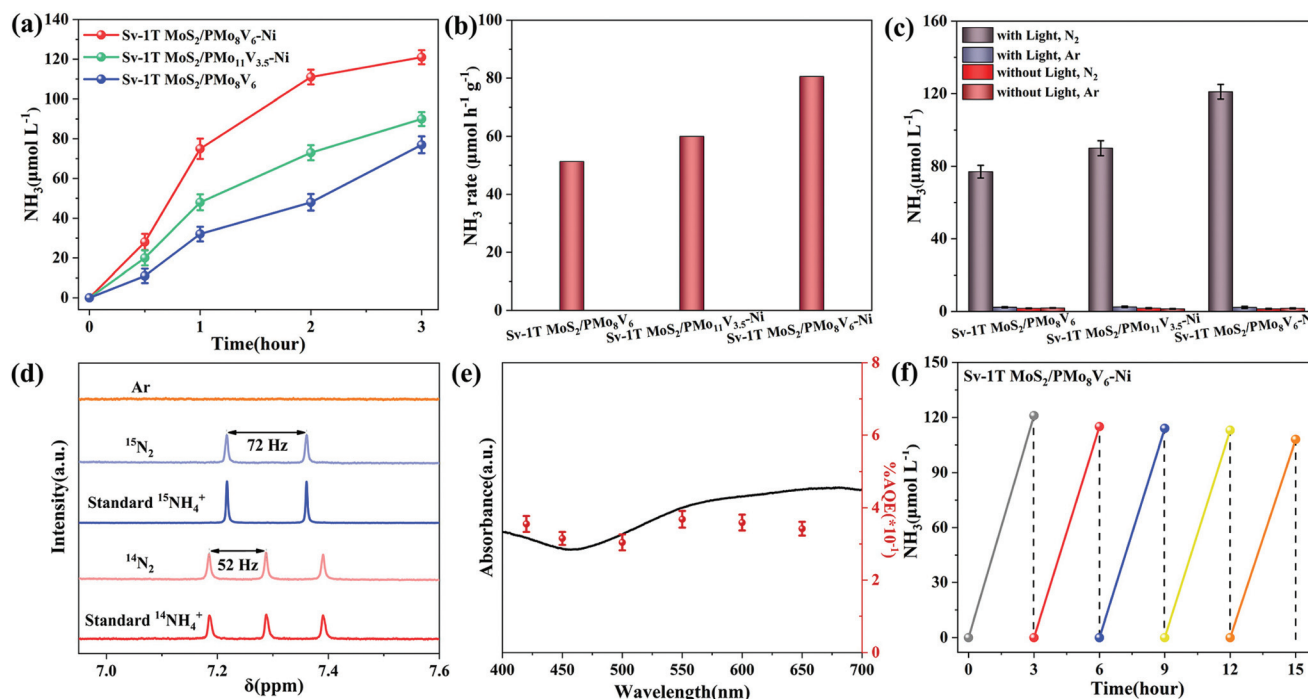 (a)
Sv-1T MoS₂/PMo₈V₆-Ni
Sv-1T MoS₂/PMo₁₁V₃.₅-Ni
Sv-1T MoS₂/PMo₈V₆
NH₃(μmol L⁻¹)
140
120
100
80
60
40
20
0
0
1
2
3
Time(hour)
(b)
NH₃ rate (μmol h⁻¹ g⁻¹)
100
80
60
40
20
0
Sv-1T MoS₂/PMo₈V₆
Sv-1T MoS₂/PMo₁₁V₃.₅-Ni
Sv-1T MoS₂/PMo₈V₆-Ni
(c)
with Light, N₂
with Light, Ar
without Light, N₂
without Light, Ar
NH₃(μmol L⁻¹)
160
120
80
40
0
Sv-1T MoS₂/PMo₈V₆
Sv-1T MoS₂/PMo₁₁V₃.₅-Ni
Sv-1T MoS₂/PMo₈V₆-Ni
(d)
Ar
¹⁵N₂
72 Hz
Standard ¹⁵NH₄⁺
¹⁴N₂
52 Hz
Standard ¹⁴NH₄⁺
Intensity(a.u.)
7.0
7.2
7.4
7.6
δ(ppm)
(e)
Absorbance(a.u.)
8
6
4
2
0
%AQE(*10⁻¹)
400
450
500
550
600
650
700
Wavelength(nm)
(f)
Sv-1T MoS₂/PMo₈V₆-Ni
NH₃(μmol L⁻¹)
150
120
90
60
30
0
0
3
6
9
12
15
Time(hour)